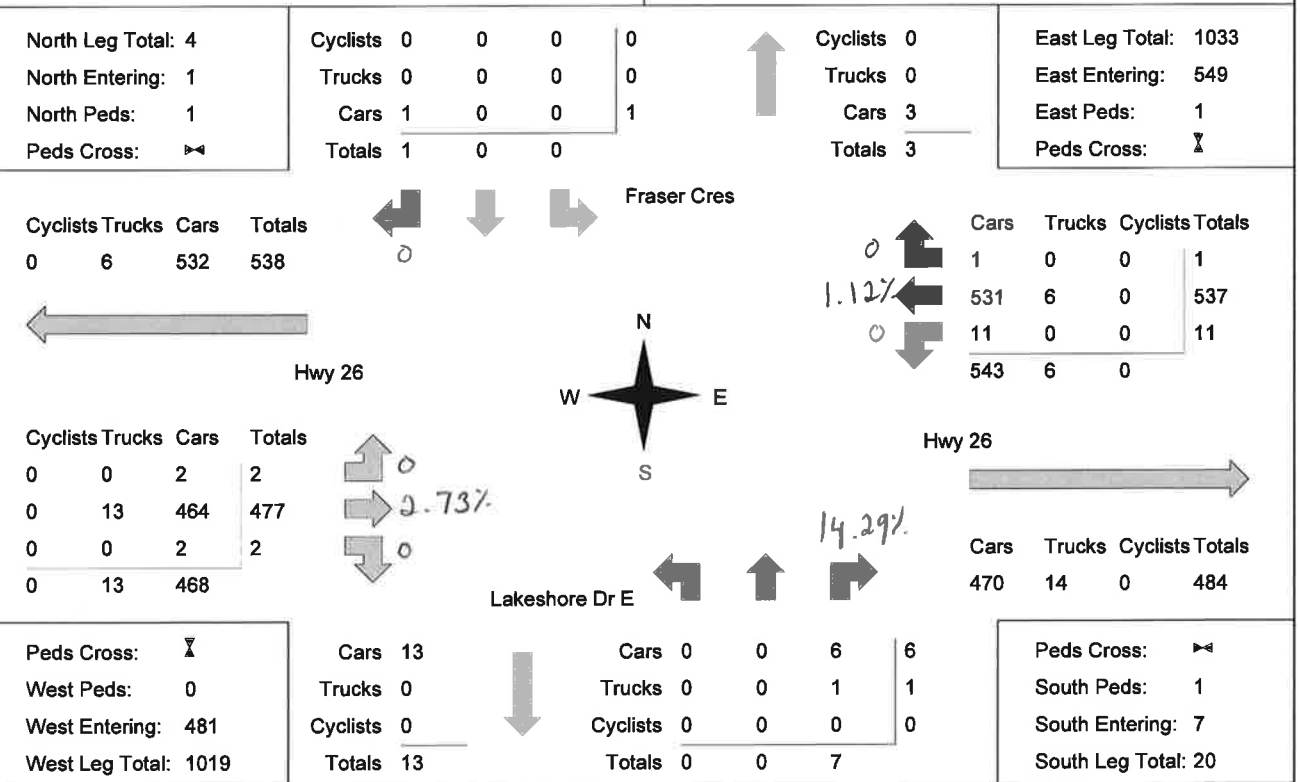 North Leg Total: 4
North Entering: 1
North Peds: 1
Peds Cross:
Cyclists 0 0 0 0
Trucks 0 0 0 0
Cars 1 0 0 1
Totals 1 0 0
Cyclists 0
Trucks 0
Cars 3
Totals 3
East Leg Total: 1033
East Entering: 549
East Peds: 1
Peds Cross:
Fraser Cres
Cyclists Trucks Cars Totals
0 6 532 538
0
Cars Trucks Cyclists Totals
0 1 0 0 1
1.12% 531 6 0 537
0 11 0 0 11
543 6 0
Hwy 26
N
W E
S
Cyclists Trucks Cars Totals
0 0 2 2 0
0 13 464 477 2.73%
0 0 2 2 0
0 13 468
Hwy 26
14.29%
Cars Trucks Cyclists Totals
470 14 0 484
Lakeshore Dr E
Peds Cross:
West Peds: 0
West Entering: 481
West Leg Total: 1019
Cars 13
Trucks 0
Cyclists 0
Totals 13
Cars 0 0 6 6
Trucks 0 0 1 1
Cyclists 0 0 0 0
Totals 0 0 7
Peds Cross:
South Peds: 1
South Entering: 7
South Leg Total: 20